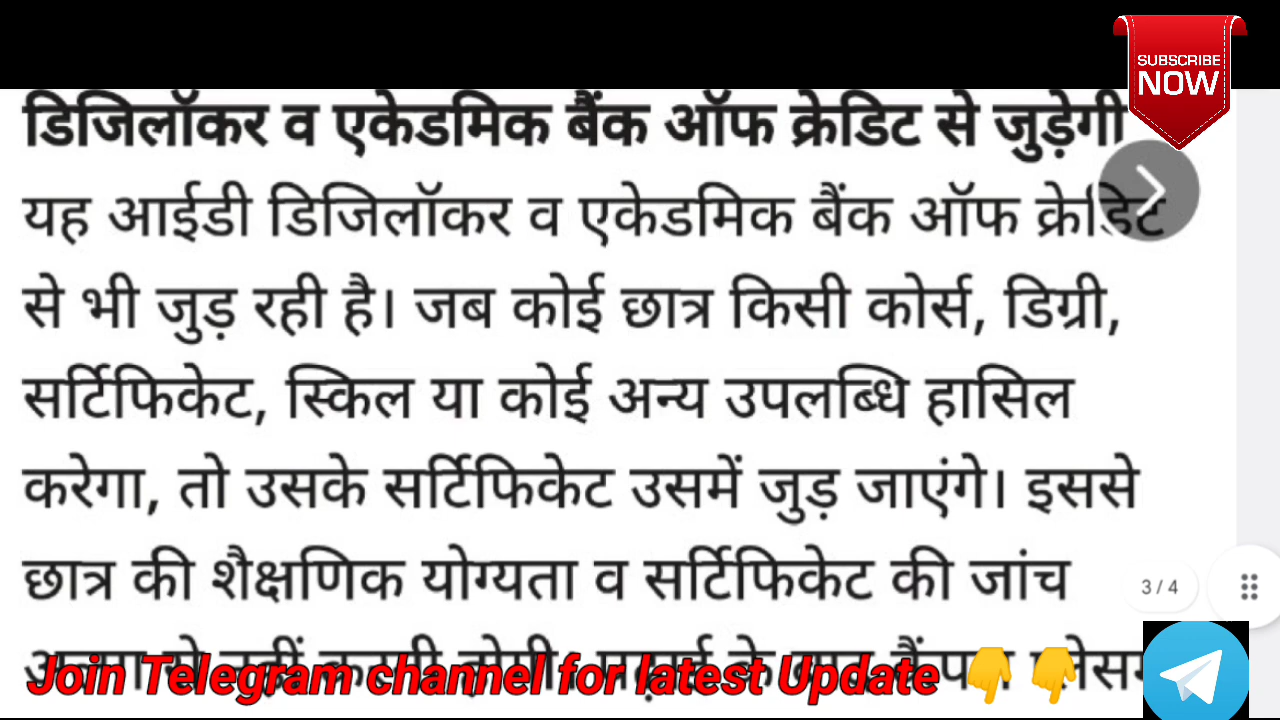 SUBSCRIBE
NOW
डिजिलॉकर व एकेडमिक बैंक ऑफ क्रेडिट से जुड़ेगी
यह आईडी डिजिलॉकर व एकेडमिक बैंक ऑफ क्रेडिट
से भी जुड़ रही है। जब कोई छात्र किसी कोर्स, डिग्री,
सर्टिफिकेट, स्किल या कोई अन्य उपलब्धि हासिल
करेगा, तो उसके सर्टिफिकेट उसमें जुड़ जाएंगे। इससे
छात्र की शैक्षणिक योग्यता व सर्टिफिकेट की जांच
3 / 4
Join Telegram channel for latest Update 👇 👇